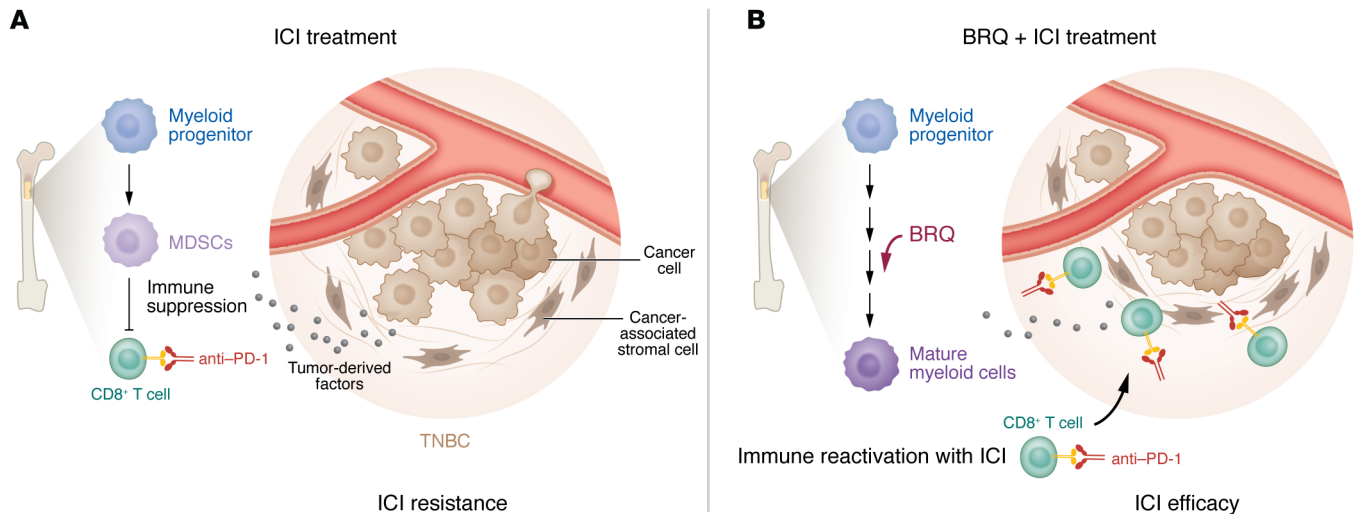 A
ICI treatment
Myeloid
progenitor
MDSCs
Immune
suppression
anti–PD-1
CD8⁺ T cell
Tumor-derived
factors
Cancer
cell
Cancer-
associated
stromal cell
TNBC
ICI resistance
B
BRQ + ICI treatment
Myeloid
progenitor
BRQ
Mature
myeloid cells
CD8⁺ T cell
Immune reactivation with ICI
anti–PD-1
ICI efficacy